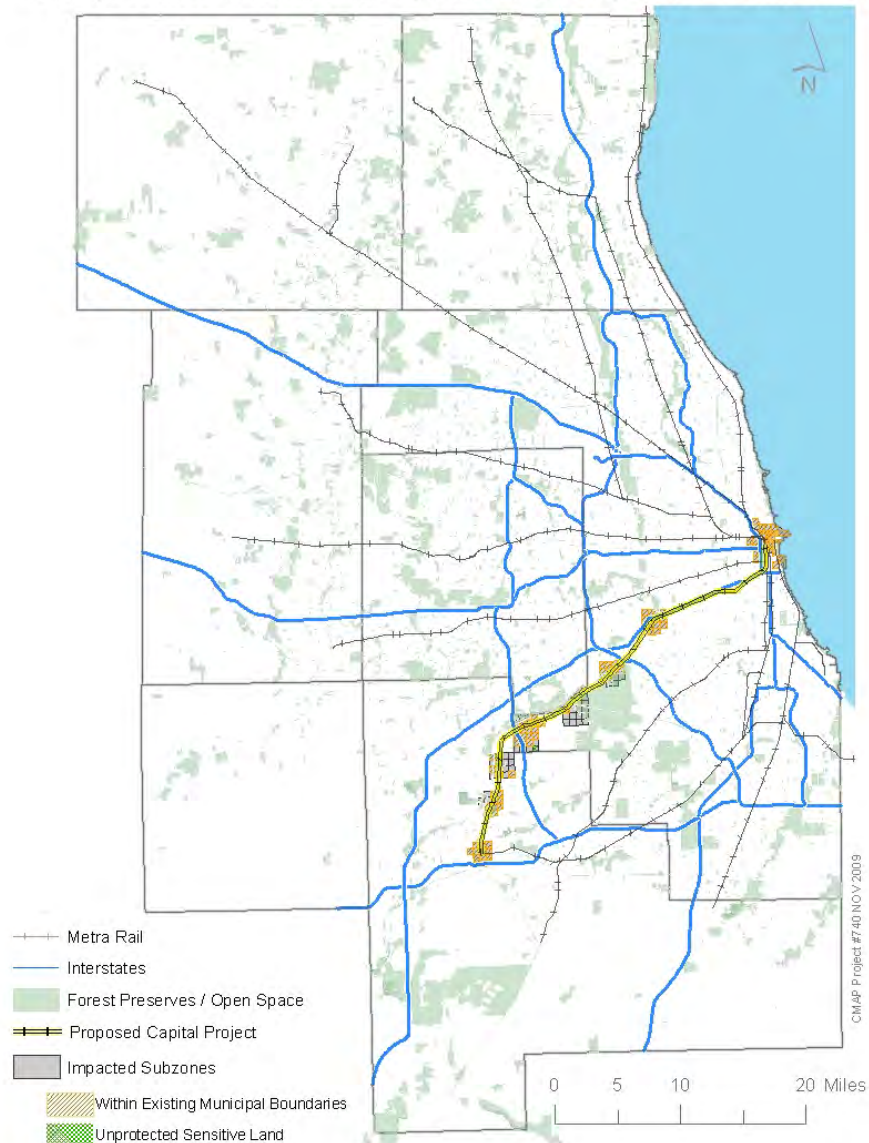 N
CMAP Project #740 NOV 2009
Metra Rail
Interstates
Forest Preserves / Open Space
Proposed Capital Project
Impacted Subzones
Within Existing Municipal Boundaries
Unprotected Sensitive Land
0 5 10 20 Miles